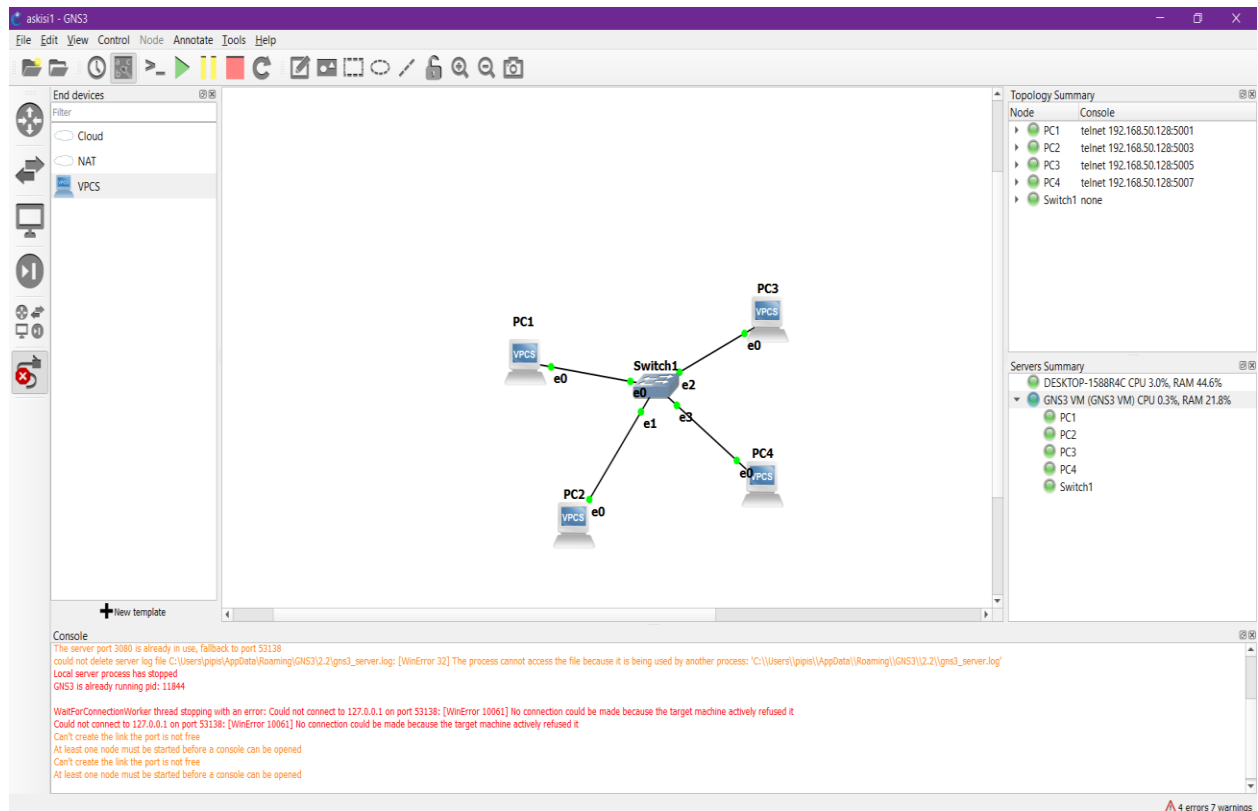 askisi1 - GNS3
File Edit View Control Node Annotate Tools Help
End devices
Filter
Cloud
NAT
VPCS
New template
PC1
VPCS
e0
PC3
VPCS
e0
Switch1
e0
e2
e1
e3
PC4
e0
VPCS
PC2
e0
VPCS
Topology Summary
Node Console
PC1 telnet 192.168.50.128:5001
PC2 telnet 192.168.50.128:5003
PC3 telnet 192.168.50.128:5005
PC4 telnet 192.168.50.128:5007
Switch1 none
Servers Summary
DESKTOP-1588R4C CPU 3.0%, RAM 44.6%
GNS3 VM (GNS3 VM) CPU 0.3%, RAM 21.8%
PC1
PC2
PC3
PC4
Switch1
Console
The server port 3080 is already in use, fallback to port 53138
could not delete server log file C:\Users\pipis\AppData\Roaming\GNS3\2.2\gns3_server.log: [WinError 32] The process cannot access the file because it is being used by another process: 'C:\\Users\\pipis\\AppData\\Roaming\\GNS3\\2.2\\gns3_server.log'
Local server process has stopped
GNS3 is already running pid: 11844
WaitForConnectionWorker thread stopping with an error: Could not connect to 127.0.0.1 on port 53138: [WinError 10061] No connection could be made because the target machine actively refused it
Could not connect to 127.0.0.1 on port 53138: [WinError 10061] No connection could be made because the target machine actively refused it
Can't create the link the port is not free
At least one node must be started before a console can be opened
Can't create the link the port is not free
At least one node must be started before a console can be opened
4 errors 7 warnings